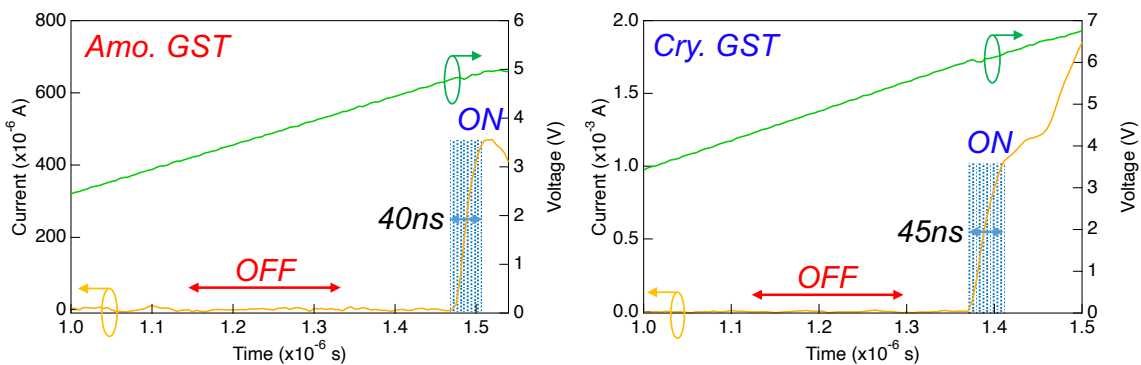 Amo. GST
ON
40ns
OFF
Current (x10⁻⁶ A)
800
600
400
200
0
Voltage (V)
6
5
4
3
2
1
0
1.0 1.1 1.2 1.3 1.4 1.5
Time (x10⁻⁶ s)
Cry. GST
ON
45ns
OFF
Current (x10⁻³ A)
2.0
1.5
1.0
0.5
0.0
Voltage (V)
7
6
5
4
3
2
1
0
1.0 1.1 1.2 1.3 1.4 1.5
Time (x10⁻⁶ s)